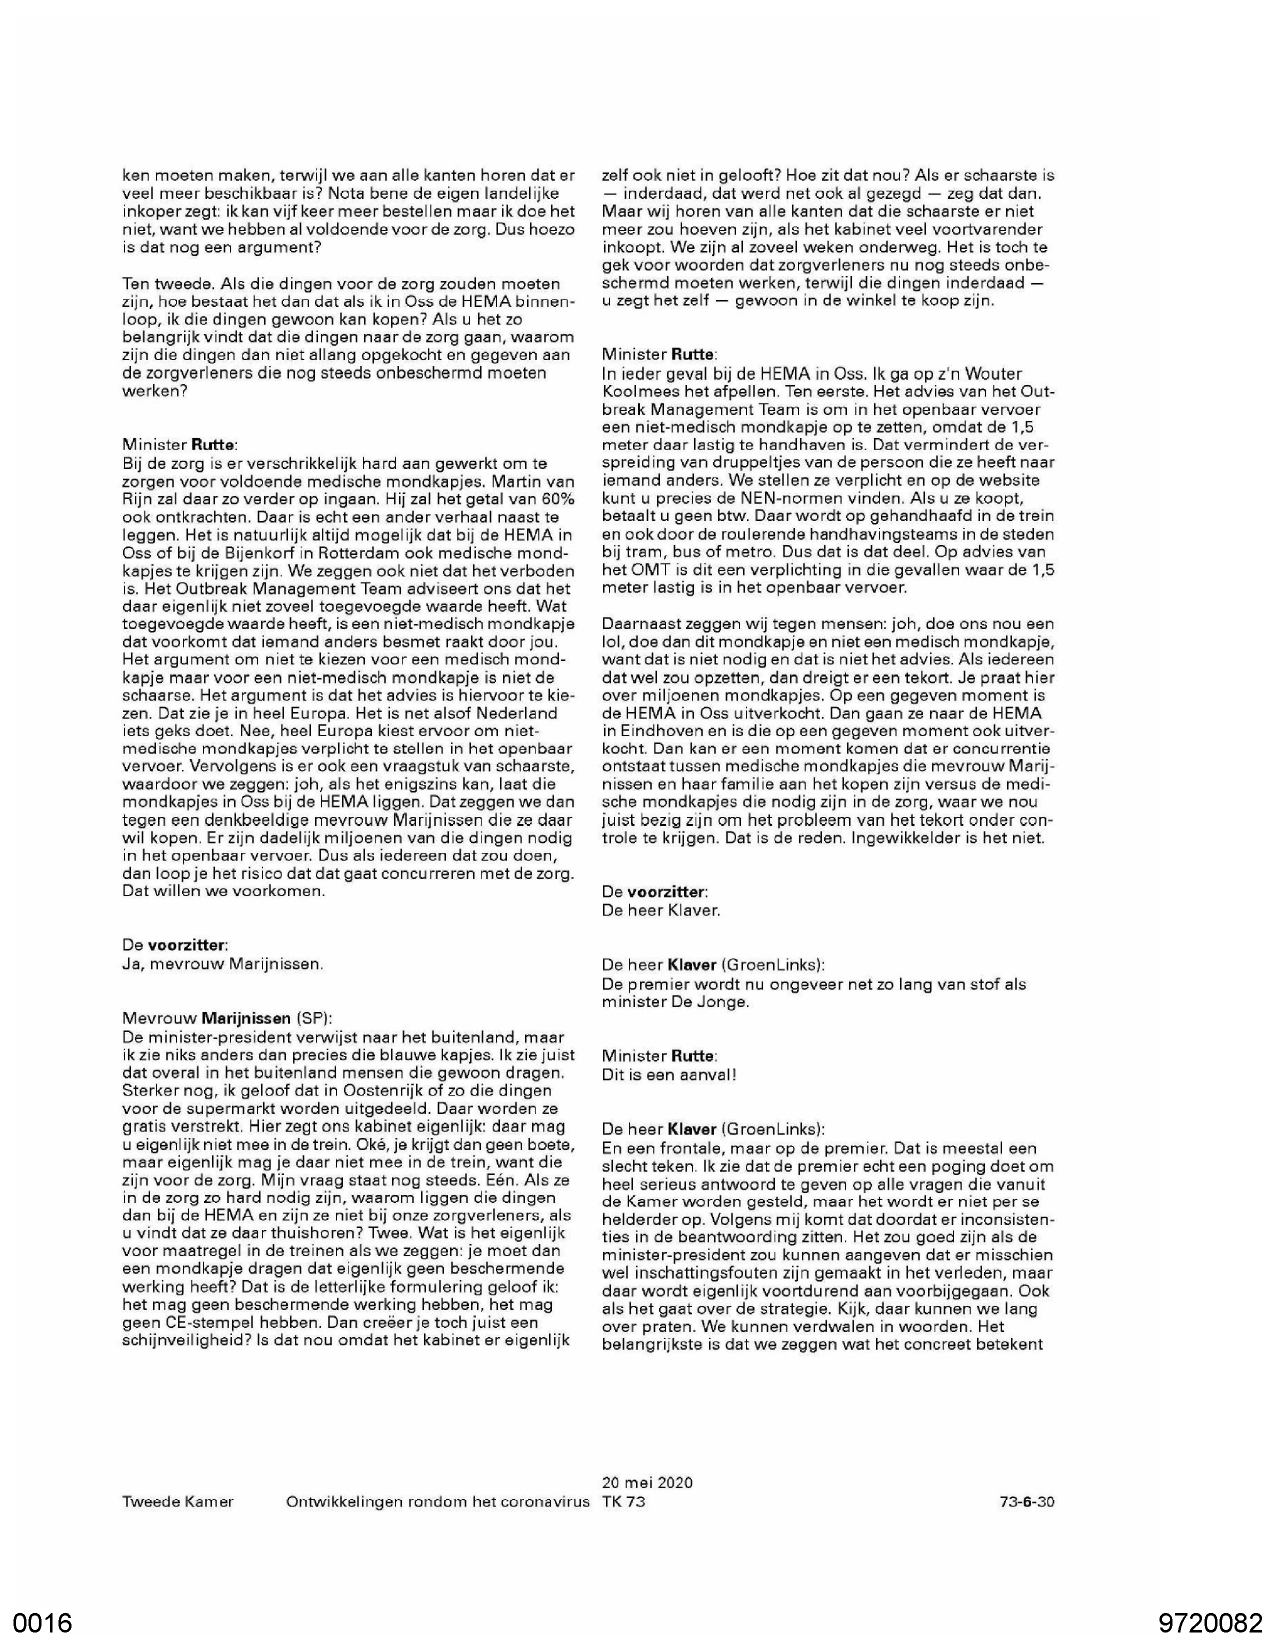 ken moeten maken, terwijl we aan alle kanten horen dat er
veel meer beschikbaar is? Nota bene de eigen landelijke
inkoper zegt: ik kan vijf keer meer bestellen maar ik doe het
niet, want we hebben al voldoende voor de zorg. Dus hoezo
is dat nog een argument?
Ten tweede. Als die dingen voor de zorg zouden moeten
zijn, hoe bestaat het dan dat als ik in Oss de HEMA binnen-
loop, ik die dingen gewoon kan kopen? Als u het zo
belangrijk vindt dat die dingen naar de zorg gaan, waarom
zijn die dingen dan niet allang opgekocht en gegeven aan
de zorgverleners die nog steeds onbeschermd moeten
werken?
Minister Rutte:
Bij de zorg is er verschrikkelijk hard aan gewerkt om te
zorgen voor voldoende medische mondkapjes. Martin van
Rijn zal daar zo verder op ingaan. Hij zal het getal van 60%
ook ontkrachten. Daar is echt een ander verhaal naast te
leggen. Het is natuurlijk altijd mogelijk dat bij de HEMA in
Oss of bij de Bijenkorf in Rotterdam ook medische mond-
kapjes te krijgen zijn. We zeggen ook niet dat het verboden
is. Het Outbreak Management Team adviseert ons dat het
daar eigenlijk niet zoveel toegevoegde waarde heeft. Wat
toegevoegde waarde heeft, is een niet-medisch mondkapje
dat voorkomt dat iemand anders besmet raakt door jou.
Het argument om niet te kiezen voor een medisch mond-
kapje maar voor een niet-medisch mondkapje is niet de
schaarse. Het argument is dat het advies is hiervoor te kie-
zen. Dat zie je in heel Europa. Het is net alsof Nederland
iets geks doet. Nee, heel Europa kiest ervoor om niet-
medische mondkapjes verplicht te stellen in het openbaar
vervoer. Vervolgens is er ook een vraagstuk van schaarste,
waardoor we zeggen: joh, als het enigszins kan, laat die
mondkapjes in Oss bij de HEMA liggen. Dat zeggen we dan
tegen een denkbeeldige mevrouw Marijnissen die ze daar
wil kopen. Er zijn dadelijk miljoenen van die dingen nodig
in het openbaar vervoer. Dus als iedereen dat zou doen,
dan loop je het risico dat dat gaat concurreren met de zorg.
Dat willen we voorkomen.
De voorzitter:
Ja, mevrouw Marijnissen.
Mevrouw Marijnissen (SP):
De minister-president verwijst naar het buitenland, maar
ik zie niks anders dan precies die blauwe kapjes. Ik zie juist
dat overal in het buitenland mensen die gewoon dragen.
Sterker nog, ik geloof dat in Oostenrijk of zo die dingen
voor de supermarkt worden uitgedeeld. Daar worden ze
gratis verstrekt. Hier zegt ons kabinet eigenlijk: daar mag
u eigenlijk niet mee in de trein. Oké, je krijgt dan geen boete,
maar eigenlijk mag je daar niet mee in de trein, want die
zijn voor de zorg. Mijn vraag staat nog steeds. Eén. Als ze
in de zorg zo hard nodig zijn, waarom liggen die dingen
dan bij de HEMA en zijn ze niet bij onze zorgverleners, als
u vindt dat ze daar thuishoren? Twee. Wat is het eigenlijk
voor maatregel in de treinen als we zeggen: je moet dan
een mondkapje dragen dat eigenlijk geen beschermende
werking heeft? Dat is de letterlijke formulering geloof ik:
het mag geen beschermende werking hebben, het mag
geen CE-stempel hebben. Dan creëer je toch juist een
schijnveiligheid? Is dat nou omdat het kabinet er eigenlijk
zelf ook niet in gelooft? Hoe zit dat nou? Als er schaarste is
— inderdaad, dat werd net ook al gezegd — zeg dat dan.
Maar wij horen van alle kanten dat die schaarste er niet
meer zou hoeven zijn, als het kabinet veel voortvarender
inkoopt. We zijn al zoveel weken onderweg. Het is toch te
gek voor woorden dat zorgverleners nu nog steeds onbe-
schermd moeten werken, terwijl die dingen inderdaad —
u zegt het zelf — gewoon in de winkel te koop zijn.
Minister Rutte:
In ieder geval bij de HEMA in Oss. Ik ga op z'n Wouter
Koolmees het afpellen. Ten eerste. Het advies van het Out-
break Management Team is om in het openbaar vervoer
een niet-medisch mondkapje op te zetten, omdat de 1,5
meter daar lastig te handhaven is. Dat vermindert de ver-
spreiding van druppeltjes van de persoon die ze heeft naar
iemand anders. We stellen ze verplicht en op de website
kunt u precies de NEN-normen vinden. Als u ze koopt,
betaalt u geen btw. Daar wordt op gehandhaafd in de trein
en ook door de roulerende handhavingsteams in de steden
bij tram, bus of metro. Dus dat is dat deel. Op advies van
het OMT is dit een verplichting in die gevallen waar de 1,5
meter lastig is in het openbaar vervoer.
Daarnaast zeggen wij tegen mensen: joh, doe ons nou een
lol, doe dan dit mondkapje en niet een medisch mondkapje,
want dat is niet nodig en dat is niet het advies. Als iedereen
dat wel zou opzetten, dan dreigt er een tekort. Je praat hier
over miljoenen mondkapjes. Op een gegeven moment is
de HEMA in Oss uitverkocht. Dan gaan ze naar de HEMA
in Eindhoven en is die op een gegeven moment ook uitver-
kocht. Dan kan er een moment komen dat er concurrentie
ontstaat tussen medische mondkapjes die mevrouw Marij-
nissen en haar familie aan het kopen zijn versus de medi-
sche mondkapjes die nodig zijn in de zorg, waar we nou
juist bezig zijn om het probleem van het tekort onder con-
trole te krijgen. Dat is de reden. Ingewikkelder is het niet.
De voorzitter:
De heer Klaver.
De heer Klaver (GroenLinks):
De premier wordt nu ongeveer net zo lang van stof als
minister De Jonge.
Minister Rutte:
Dit is een aanval!
De heer Klaver (GroenLinks):
En een frontale, maar op de premier. Dat is meestal een
slecht teken. Ik zie dat de premier echt een poging doet om
heel serieus antwoord te geven op alle vragen die vanuit
de Kamer worden gesteld, maar het wordt er niet per se
helderder op. Volgens mij komt dat doordat er inconsisten-
ties in de beantwoording zitten. Het zou goed zijn als de
minister-president zou kunnen aangeven dat er misschien
wel inschattingsfouten zijn gemaakt in het verleden, maar
daar wordt eigenlijk voortdurend aan voorbijgegaan. Ook
als het gaat over de strategie. Kijk, daar kunnen we lang
over praten. We kunnen verdwalen in woorden. Het
belangrijkste is dat we zeggen wat het concreet betekent
Tweede Kamer Ontwikkelingen rondom het coronavirus
20 mei 2020
TK 73
73-6-30
0016
9720082